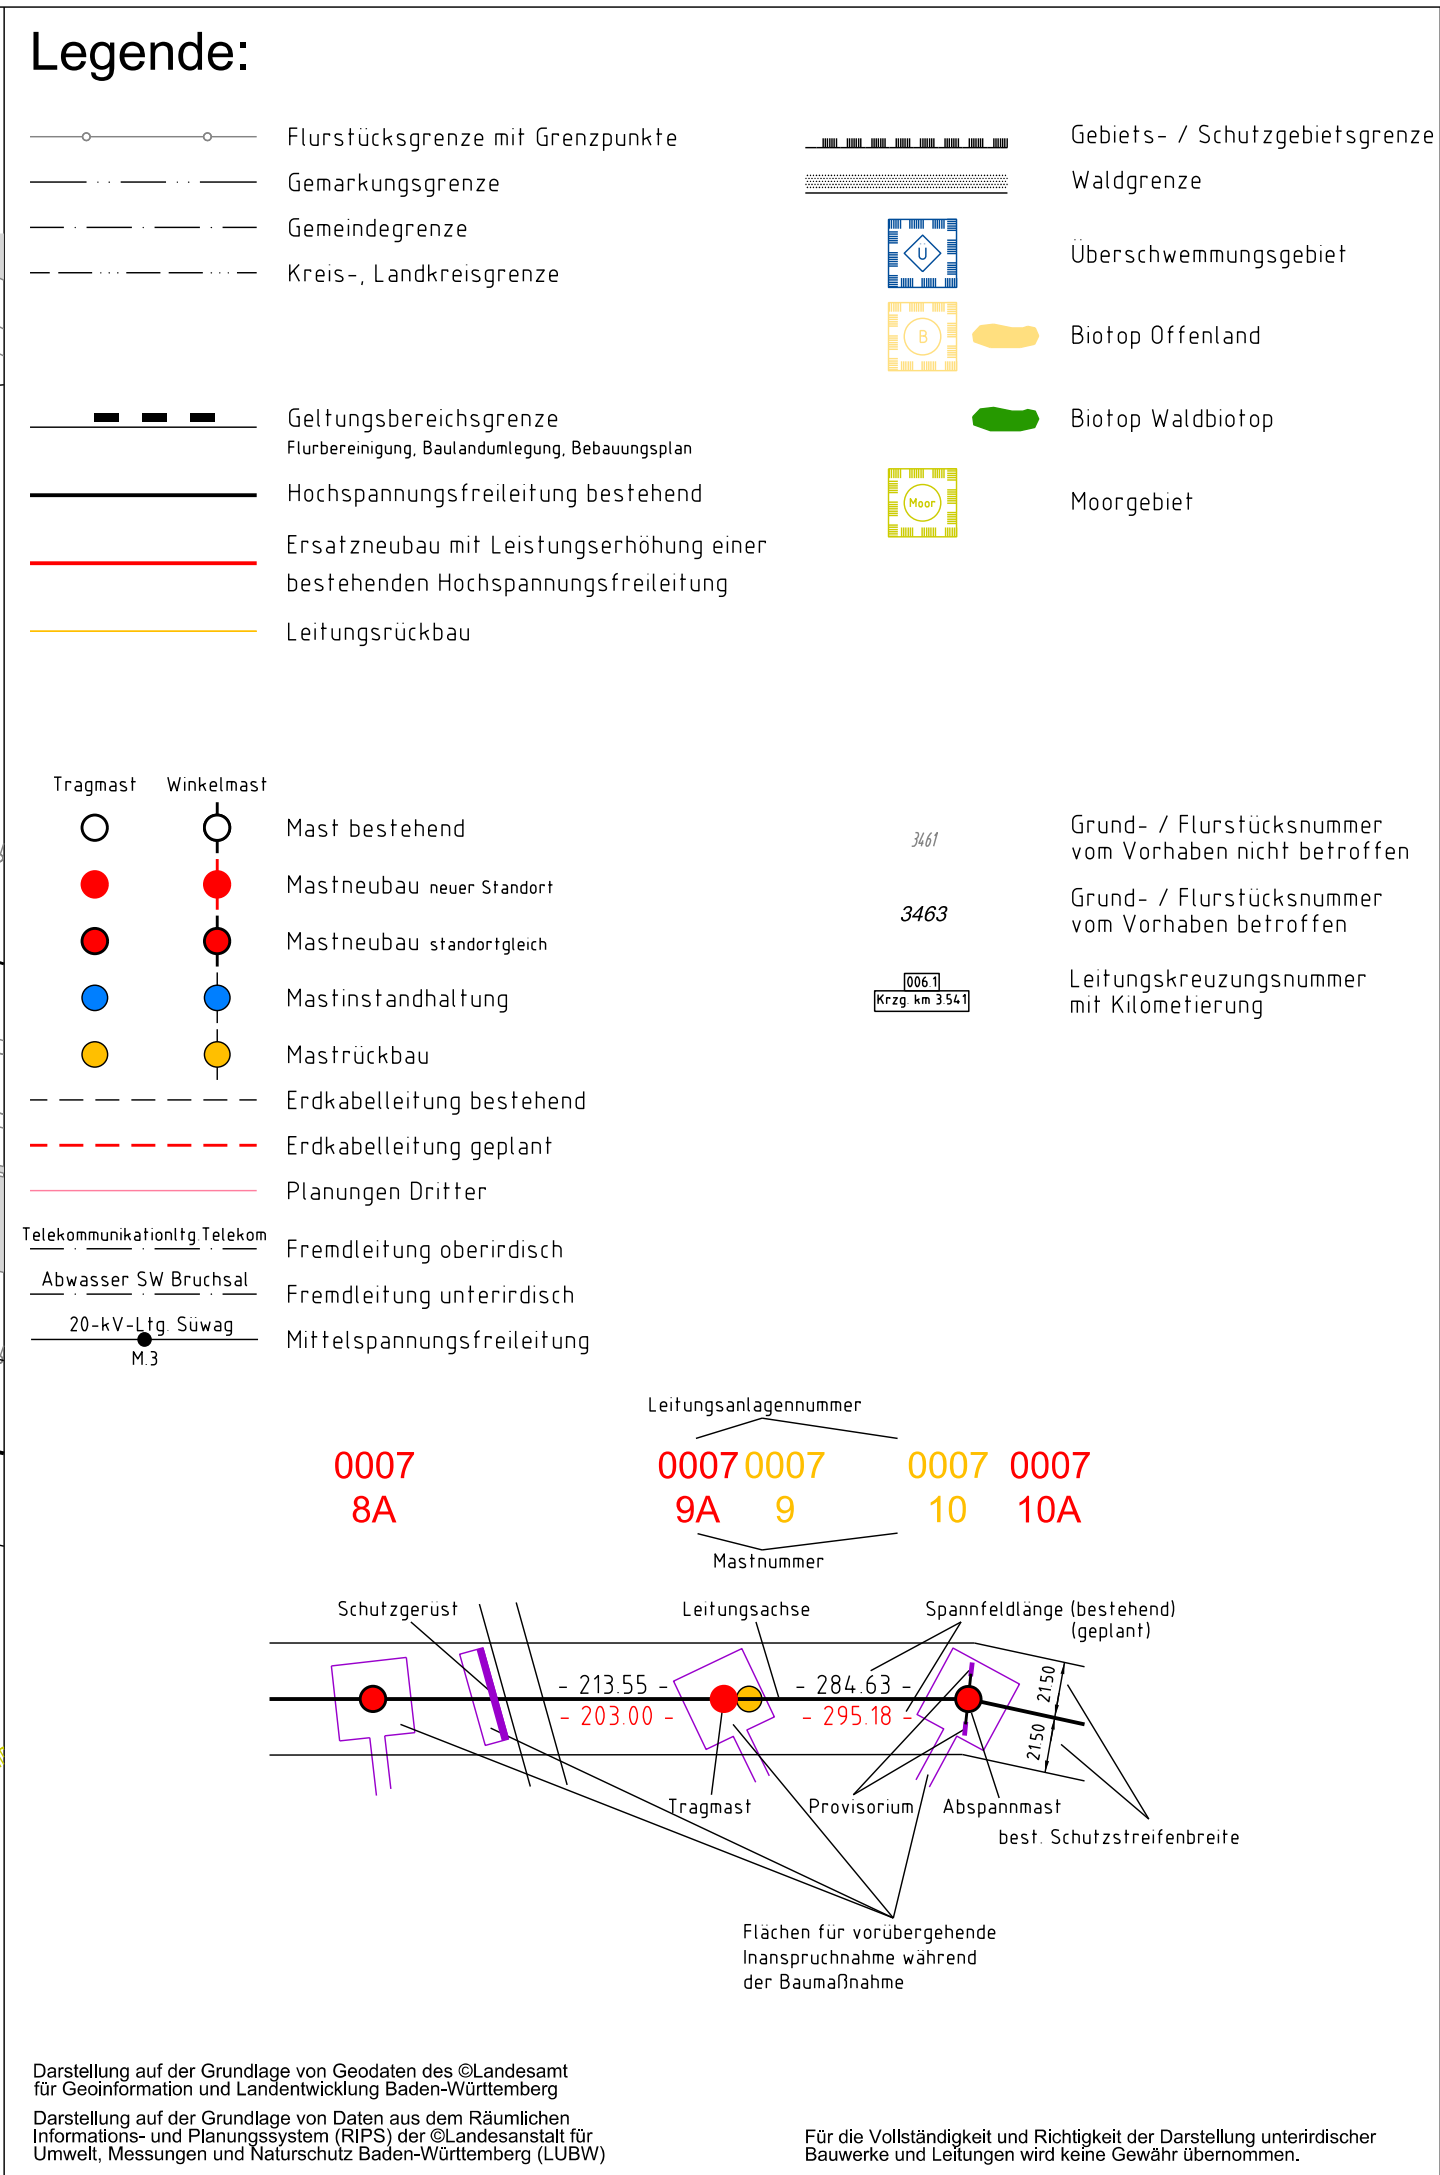 Legende:
Flurstücksgrenze mit Grenzpunkte
Gemarkungsgrenze
Gemeindegrenze
Kreis-, Landkreisgrenze
Geltungsbereichsgrenze
Flurbereinigung, Baulandumlegung, Bebauungsplan
Hochspannungsfreileitung bestehend
Ersatzneubau mit Leistungserhöhung einer
bestehenden Hochspannungsfreileitung
Leitungsrückbau
Gebiets- / Schutzgebietsgrenze
Waldgrenze
Ü
Überschwemmungsgebiet
B
Biotop Offenland
Biotop Waldbiotop
Moor
Moorgebiet
Tragmast Winkelmast
Mast bestehend
Mastneubau neuer Standort
Mastneubau standortgleich
Mastinstandhaltung
Mastrückbau
Erdkabelleitung bestehend
Erdkabelleitung geplant
Planungen Dritter
Telekommunikationltg.Telekom
Fremdleitung oberirdisch
Abwasser SW Bruchsal
Fremdleitung unterirdisch
20-kV-Ltg. Süwag
M.3
Mittelspannungsfreileitung
3461
Grund- / Flurstücksnummer
vom Vorhaben nicht betroffen
3463
Grund- / Flurstücksnummer
vom Vorhaben betroffen
006.1
Krzg. km 3.541
Leitungskreuzungsnummer
mit Kilometierung
Leitungsanlagennummer
0007 0007 0007 0007 0007
8A 9A 9 10 10A
Mastnummer
Schutzgerüst
Leitungsachse
Spannfeldlänge (bestehend)
(geplant)
- 213.55 -
- 203.00 -
- 284.63 -
- 295.18 -
21.50
21.50
Tragmast
Provisorium
Abspannmast
best. Schutzstreifenbreite
Flächen für vorübergehende
Inanspruchnahme während
der Baumaßnahme
Darstellung auf der Grundlage von Geodaten des ©Landesamt
für Geoinformation und Landentwicklung Baden-Württemberg
Darstellung auf der Grundlage von Daten aus dem Räumlichen
Informations- und Planungssystem (RIPS) der ©Landesanstalt für
Umwelt, Messungen und Naturschutz Baden-Württemberg (LUBW)
Für die Vollständigkeit und Richtigkeit der Darstellung unterirdischer
Bauwerke und Leitungen wird keine Gewähr übernommen.